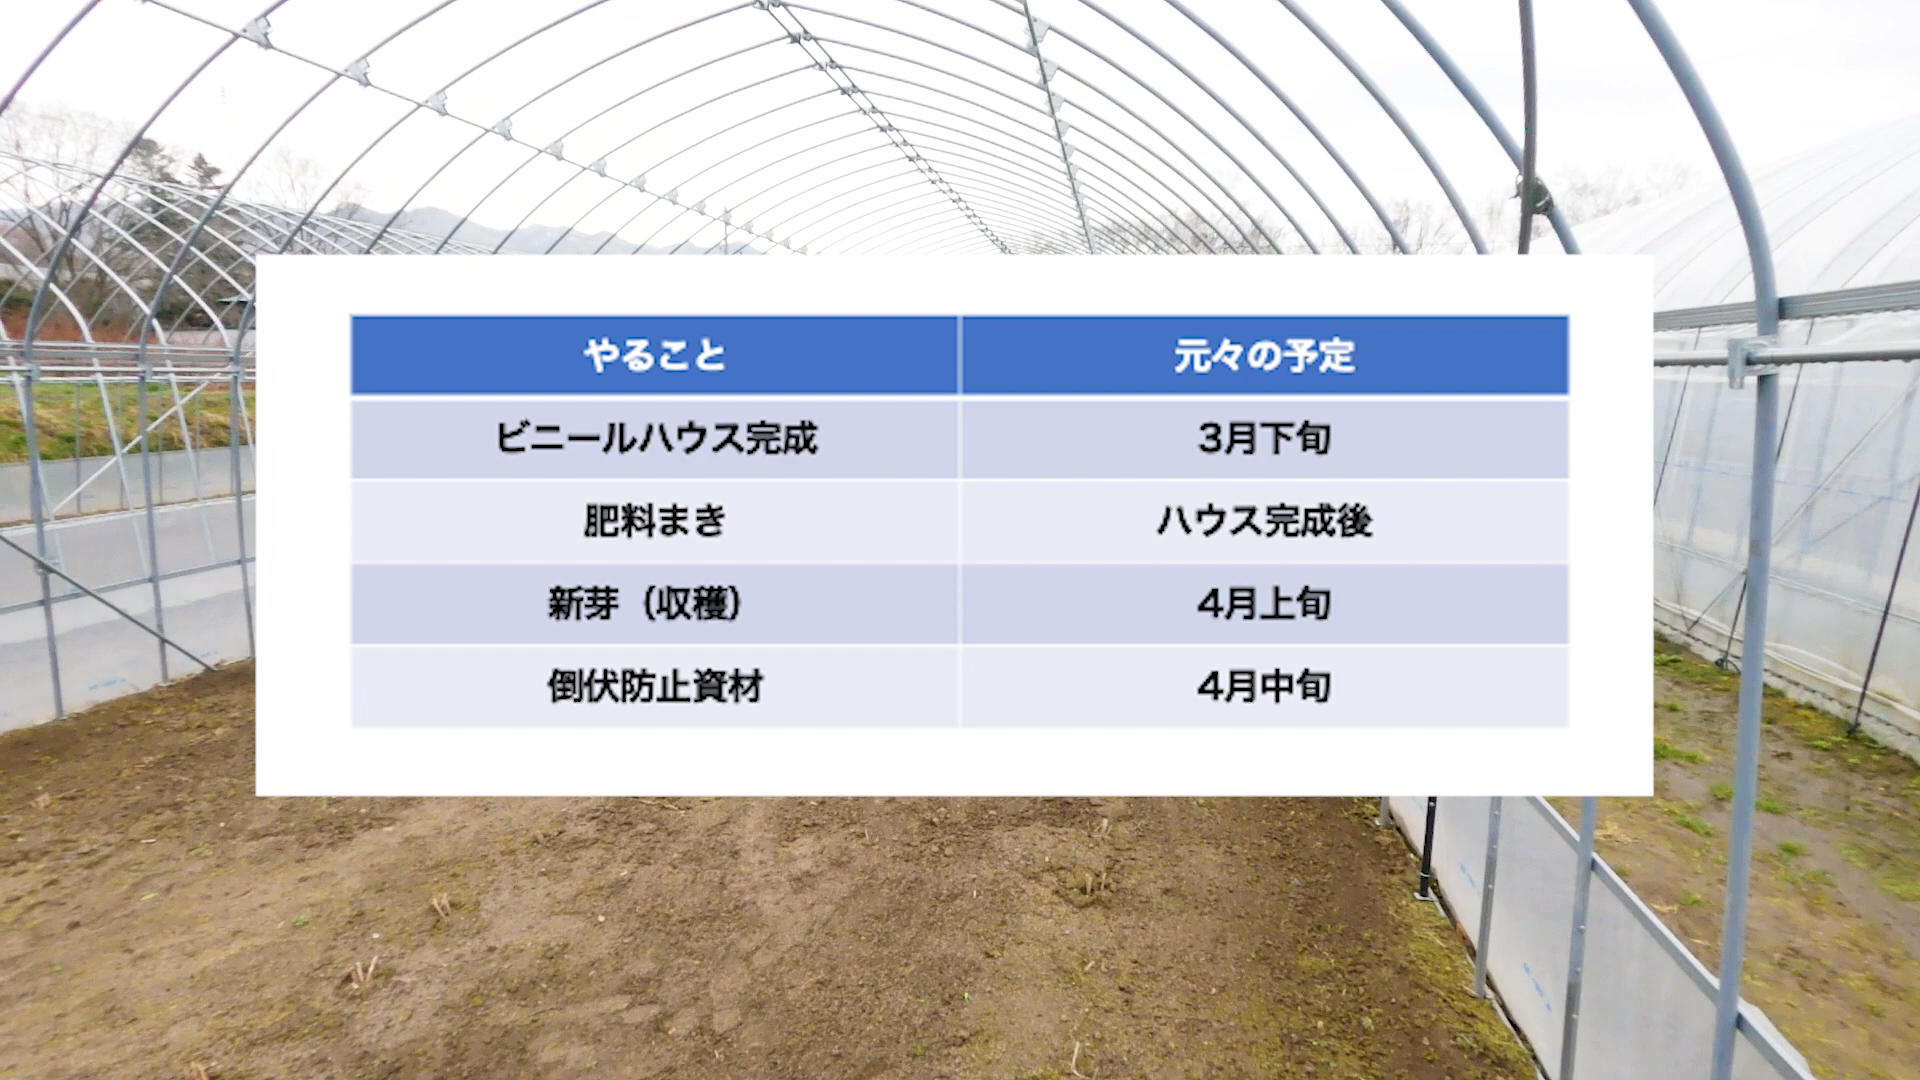 やること 元々の予定
ビニールハウス完成 3月下旬
肥料まき ハウス完成後
新芽（収穫） 4月上旬
倒伏防止資材 4月中旬